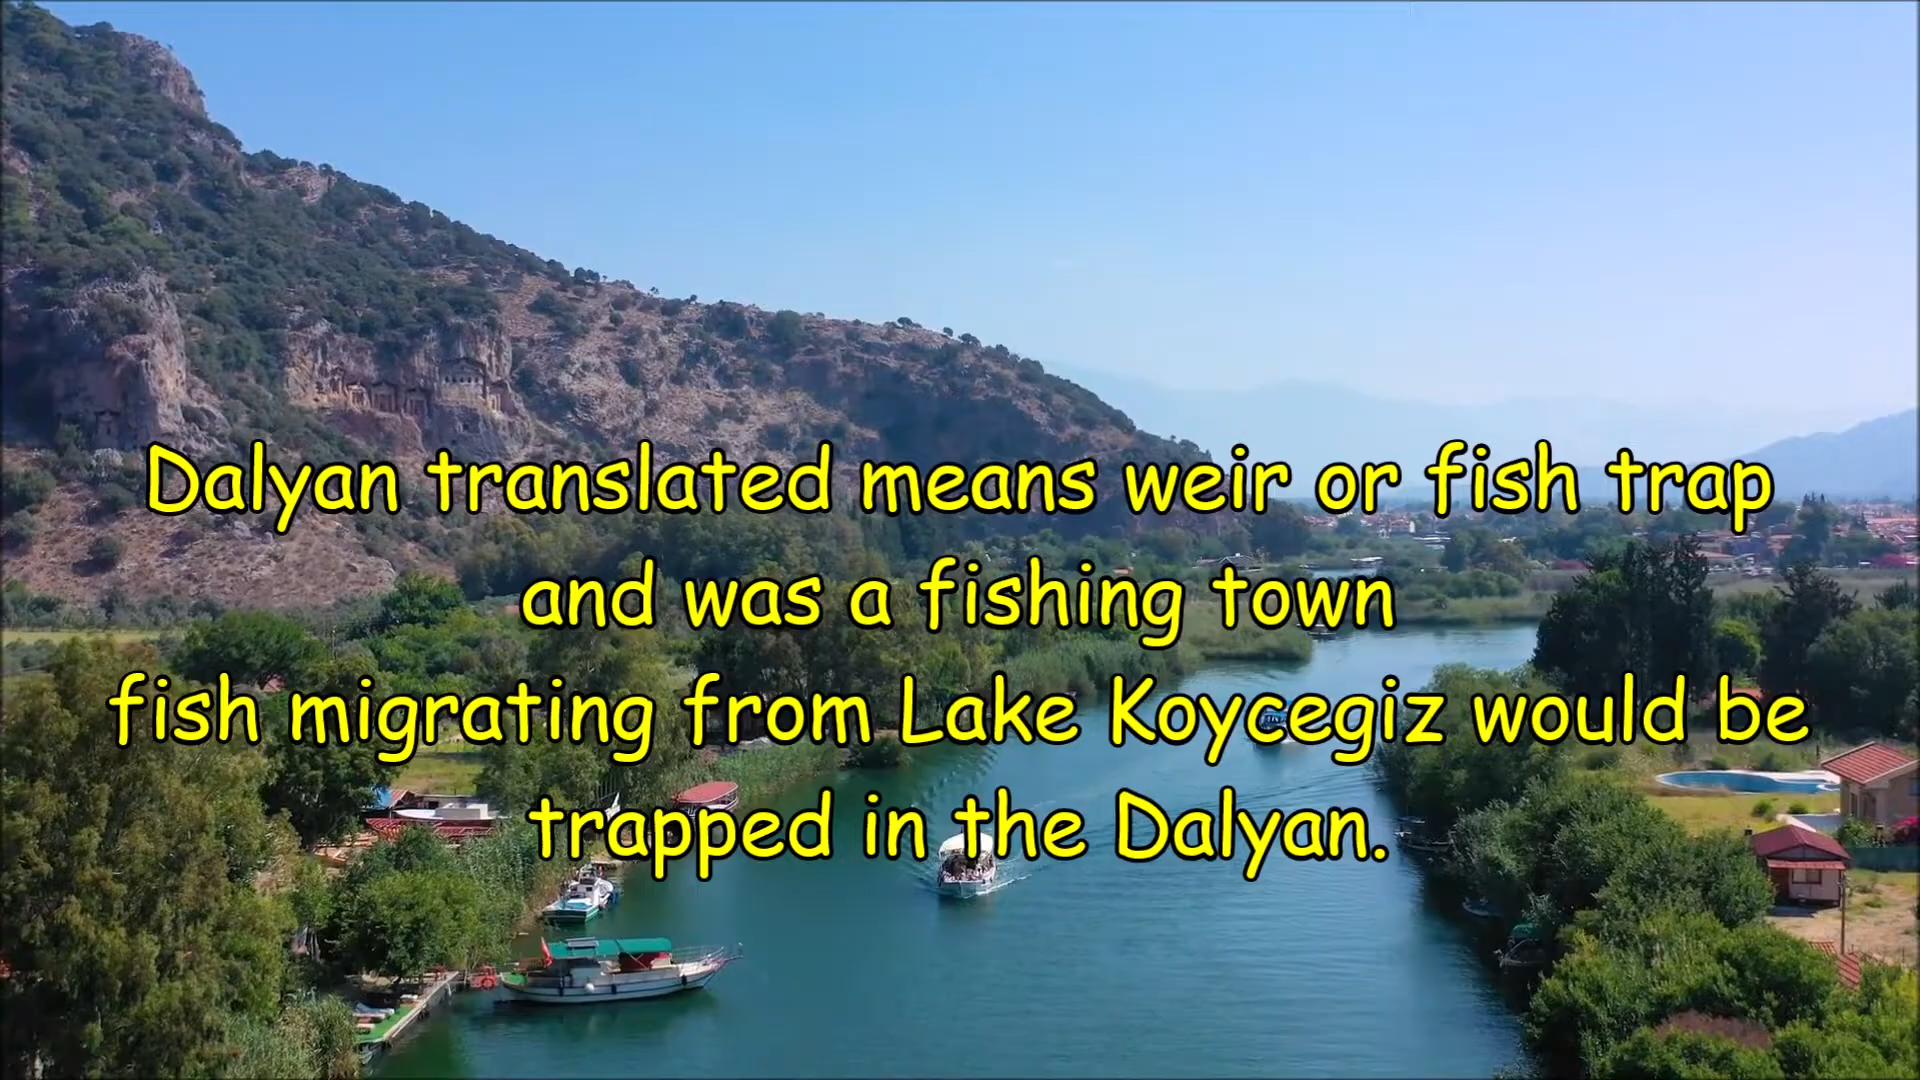 Dalyan translated means weir or fish trap
and was a fishing town
fish migrating from Lake Koycegiz would be
trapped in the Dalyan.